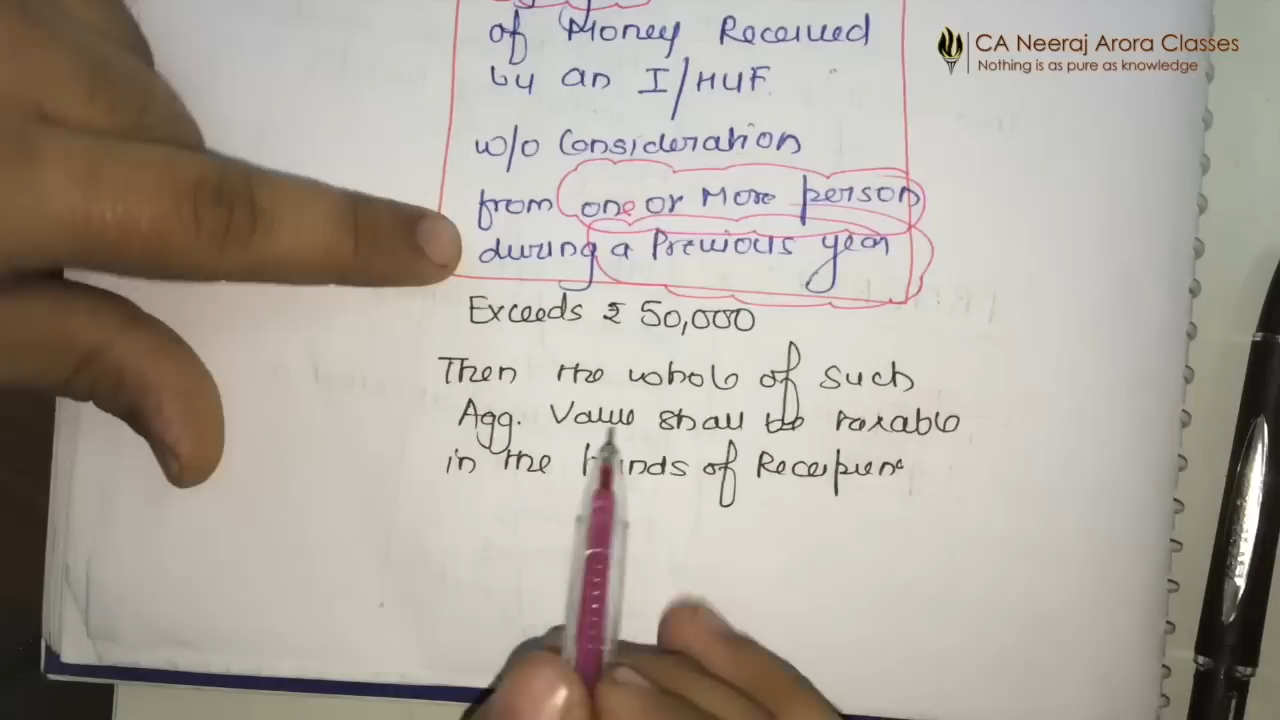 CA Neeraj Arora Classes
Nothing is as pure as knowledge
of Money Received
by an I/HUF
w/o Consideration
from one or More person
during a Previous year
Exceeds ₹ 50,000
Then the whole of such
Agg. Value shall be taxable
in the hands of Recepient